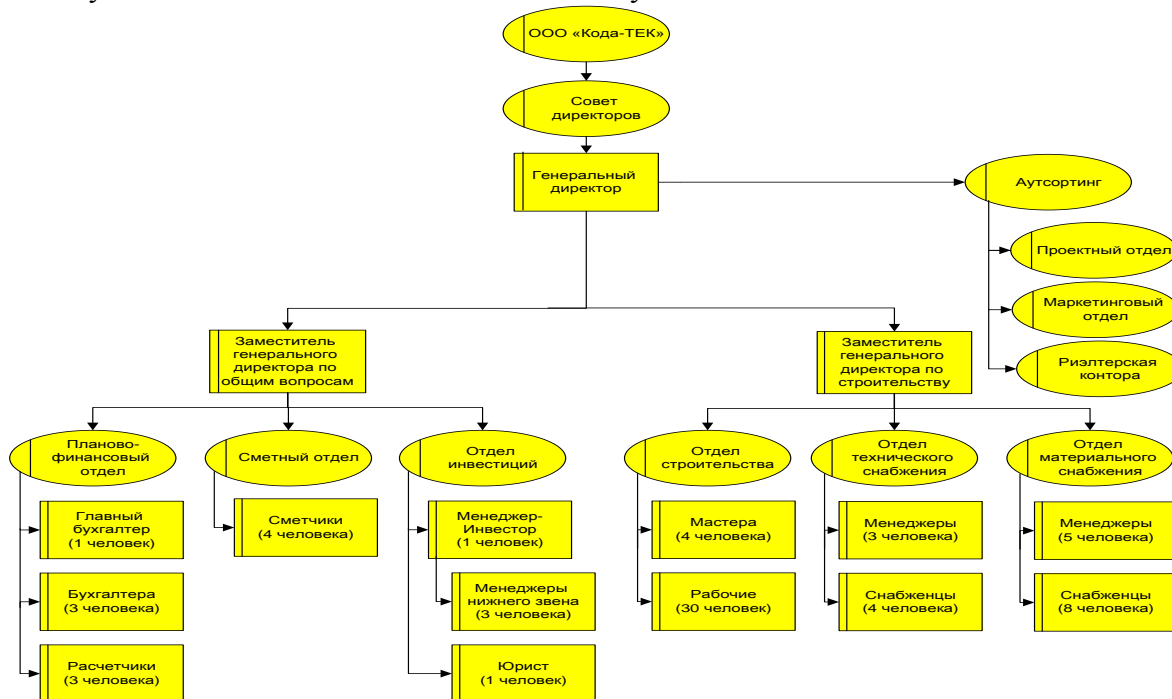 ООО «Кода-ТЕК»
Совет
директоров
Генеральный
директор
Аутсортинг
Проектный отдел
Маркетинговый
отдел
Риэлтерская
контора
Заместитель
генерального
директора по
общим вопросам
Заместитель
генерального
директора по
строительству
Планово-
финансовый
отдел
Сметный отдел
Отдел
инвестиций
Отдел
строительства
Отдел
технического
снабжения
Отдел
материального
снабжения
Главный
бухгалтер
(1 человек)
Бухгалтера
(3 человека)
Расчетчики
(3 человека)
Сметчики
(4 человека)
Менеджер-
Инвестор
(1 человек)
Менеджеры
нижнего звена
(3 человека)
Юрист
(1 человек)
Мастера
(4 человека)
Рабочие
(30 человек)
Менеджеры
(3 человека)
Снабженцы
(4 человека)
Менеджеры
(5 человека)
Снабженцы
(8 человека)